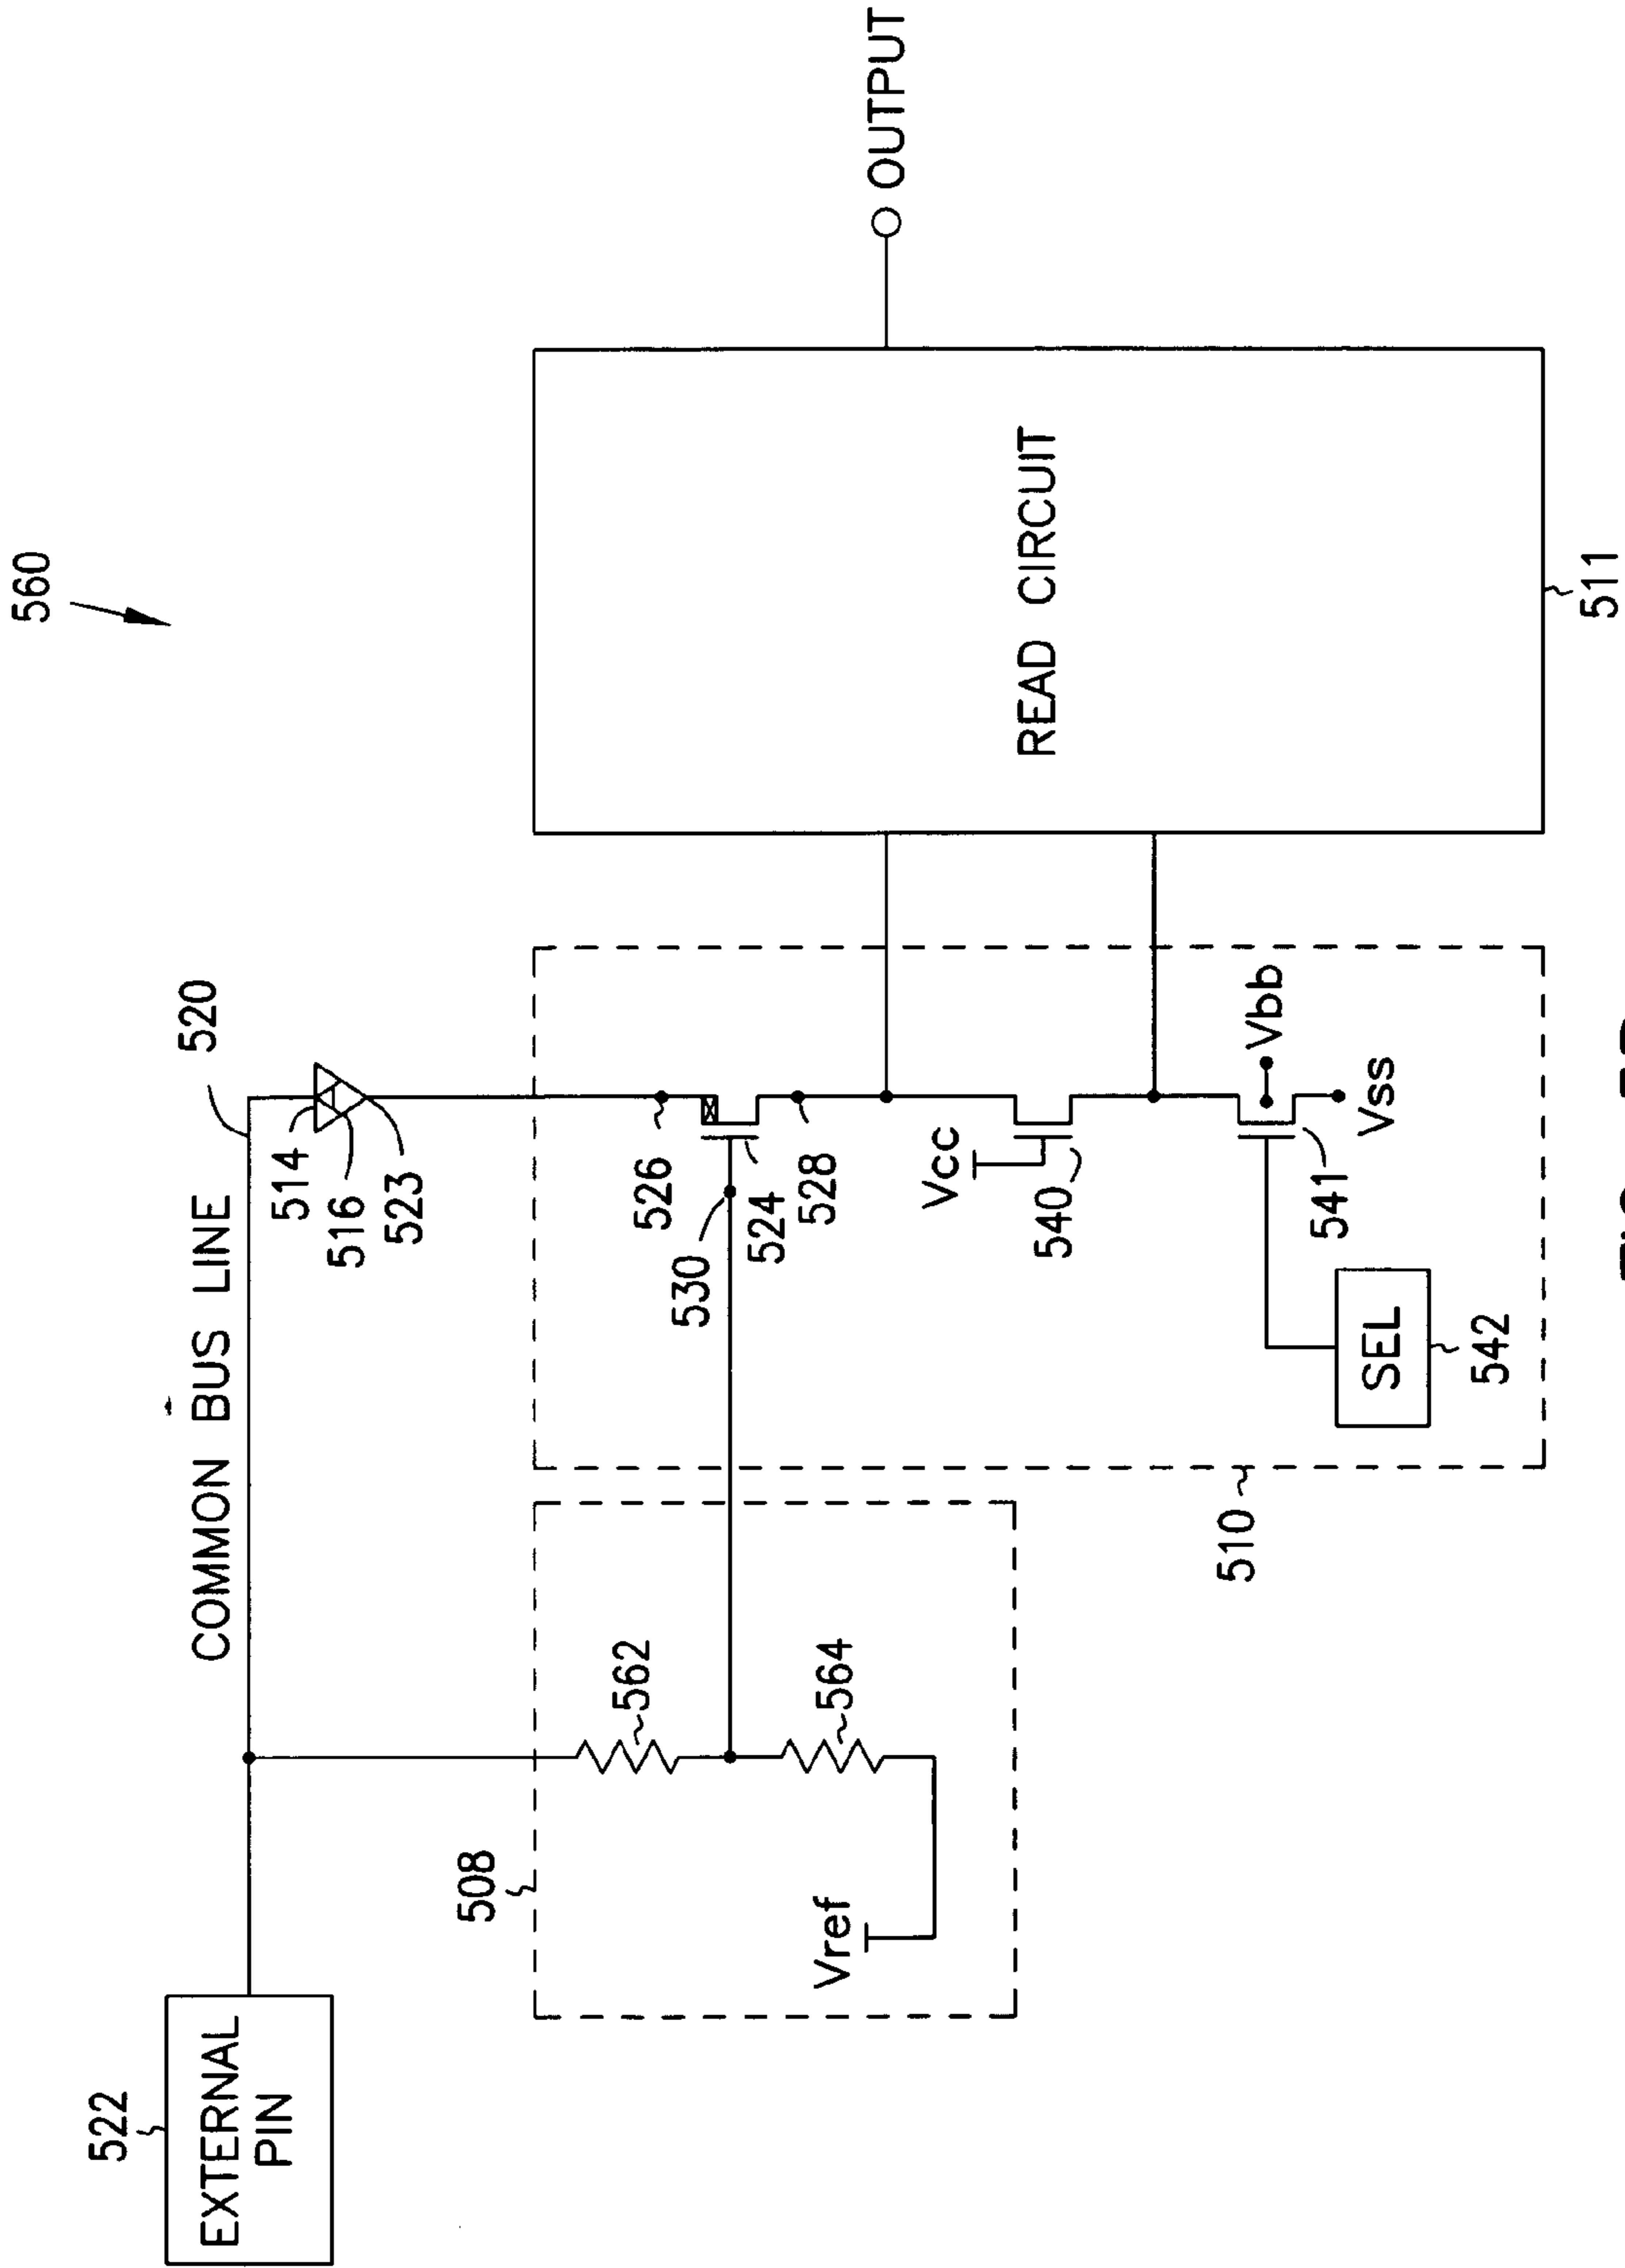 560
COMMON BUS LINE
520
522
EXTERNAL
PIN
514
516
523
508
562
564
Vref
526
530
524
528
Vcc
540
541
Vbb
Vss
SEL
542
510
READ CIRCUIT
511
OUTPUT